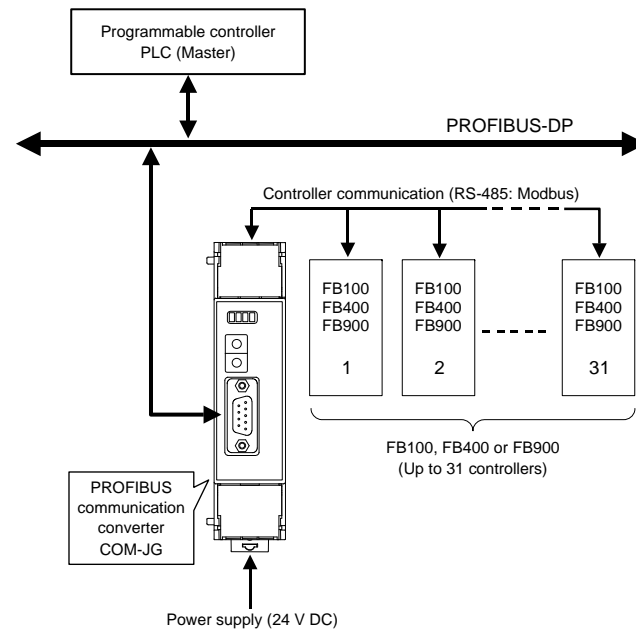 Programmable controller
PLC (Master)
PROFIBUS-DP
Controller communication (RS-485: Modbus)
FB100
FB400
FB900
1
FB100
FB400
FB900
2
FB100
FB400
FB900
31
FB100, FB400 or FB900
(Up to 31 controllers)
PROFIBUS
communication
converter
COM-JG
Power supply (24 V DC)